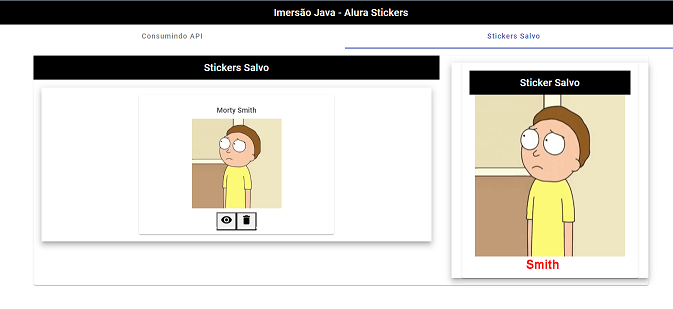 Imersão Java - Alura Stickers
Consumindo API
Stickers Salvo
Stickers Salvo
Morty Smith
Sticker Salvo
Smith